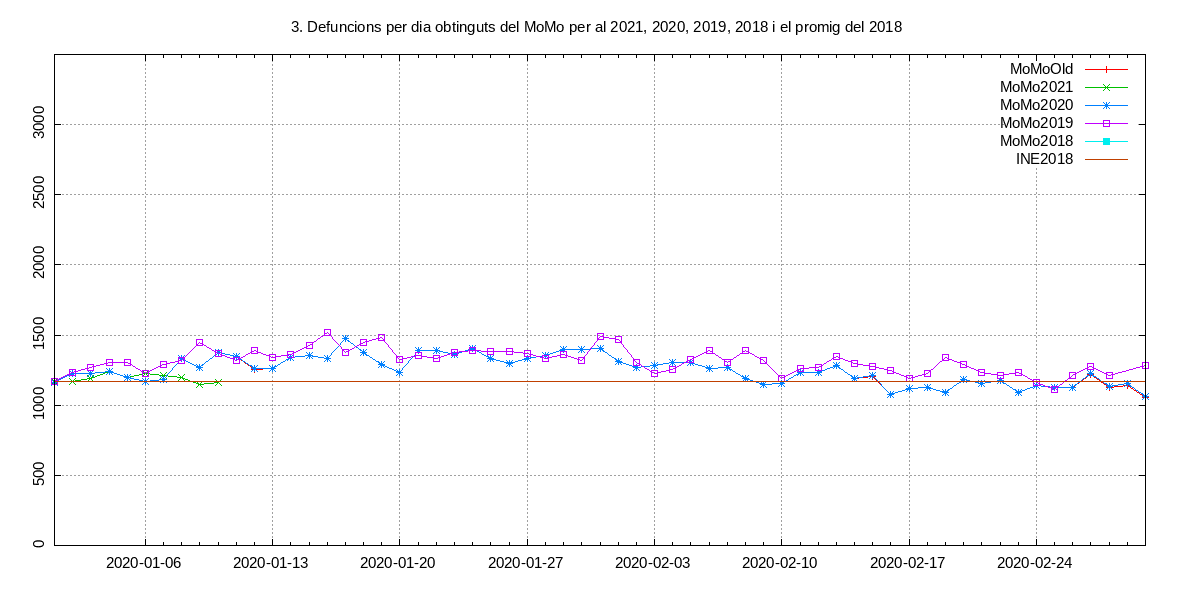 3. Defuncions per dia obtinguts del MoMo per al 2021, 2020, 2019, 2018 i el promig del 2018
MoMoOld
MoMo2021
MoMo2020
MoMo2019
MoMo2018
INE2018
3000
2500
2000
1500
1000
500
0
2020-01-06 2020-01-13 2020-01-20 2020-01-27 2020-02-03 2020-02-10 2020-02-17 2020-02-24